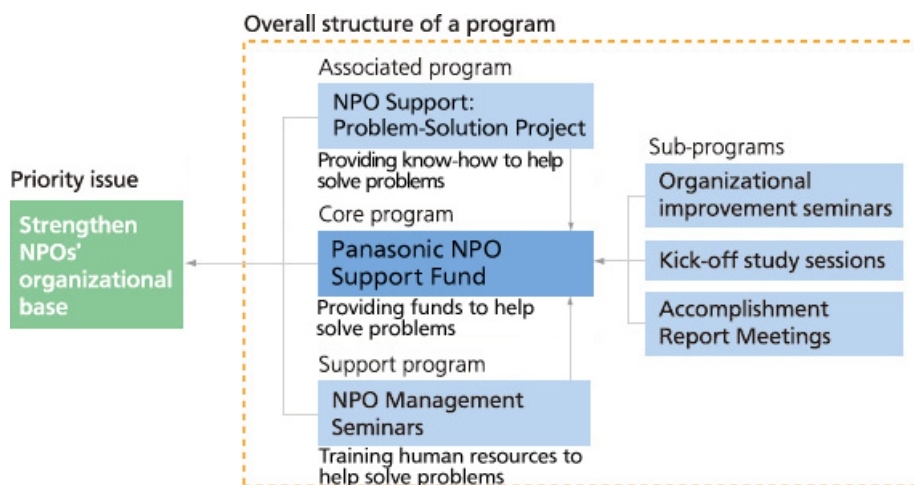 Overall structure of a program
Associated program
NPO Support:
Problem-Solution Project
Providing know-how to help
solve problems
Priority issue
Strengthen
NPOs'
organizational
base
Core program
Panasonic NPO
Support Fund
Providing funds to help
solve problems
Support program
NPO Management
Seminars
Training human resources to
help solve problems
Sub-programs
Organizational
improvement seminars
Kick-off study sessions
Accomplishment
Report Meetings